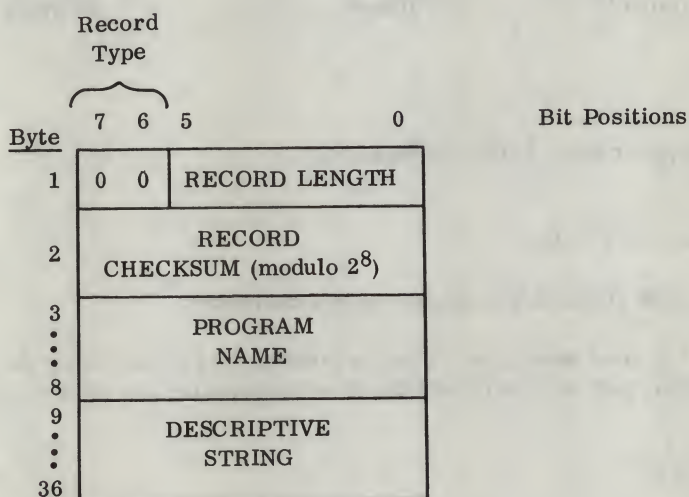 Record
Type
7 6 5 0 Bit Positions
Byte
1 0 0 RECORD LENGTH
2 RECORD
CHECKSUM (modulo 2⁸)
3 PROGRAM
NAME
8
9 DESCRIPTIVE
STRING
36